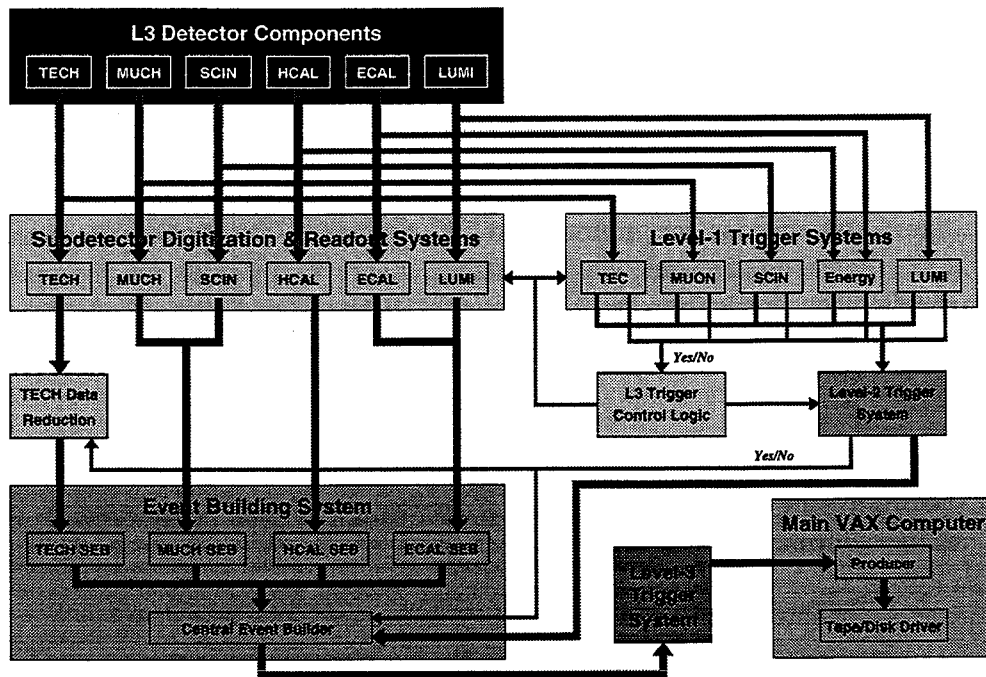 L3 Detector Components
TECH MUCH SCIN HCAL ECAL LUMI
Subdetector Digitization & Readout Systems
TECH MUCH SCIN HCAL ECAL LUMI
Level-1 Trigger Systems
TEC MUON SCIN Energy LUMI
Yes/No
TECH Data
Reduction
L3 Trigger
Control Logic
Level-2 Trigger
System
Yes/No
Event Building System
TECH SEB MUCH SEB HCAL SEB ECAL SEB
Central Event Builder
Level-3
Trigger
System
Main VAX Computer
Producer
Tape/Disk Driver